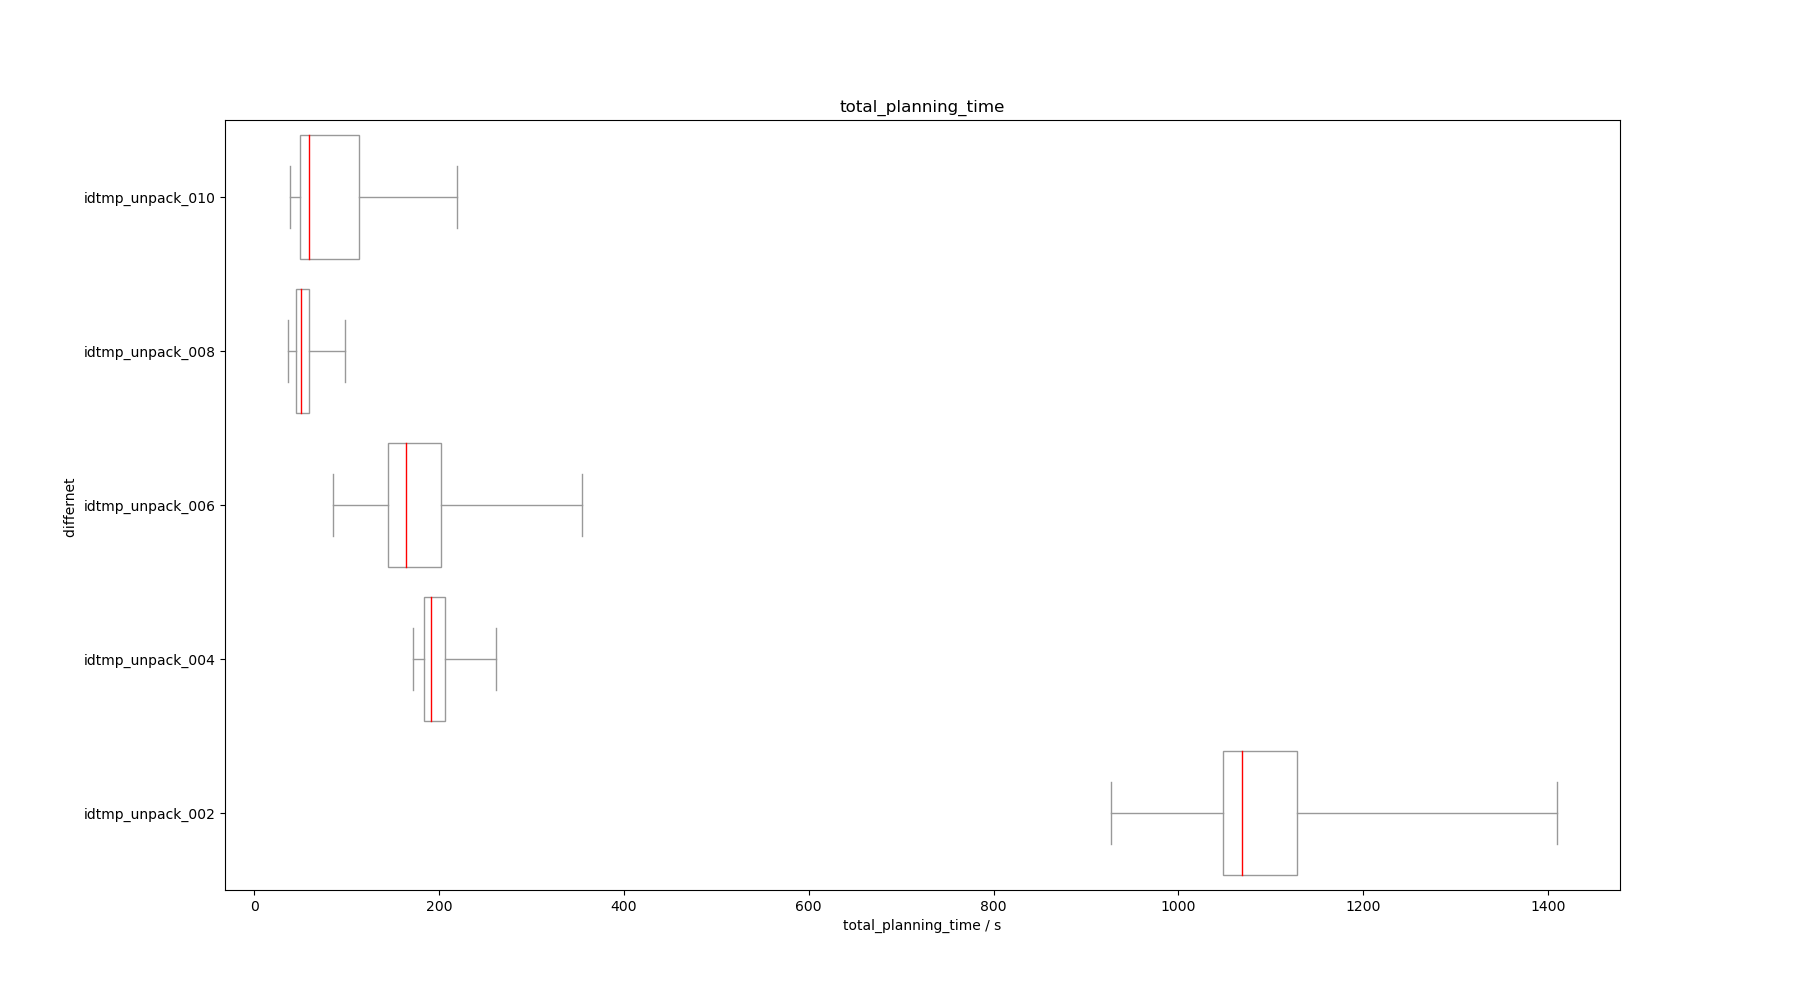 total_planning_time
idtmp_unpack_010
idtmp_unpack_008
idtmp_unpack_006
idtmp_unpack_004
idtmp_unpack_002
differnet
0 200 400 600 800 1000 1200 1400
total_planning_time / s